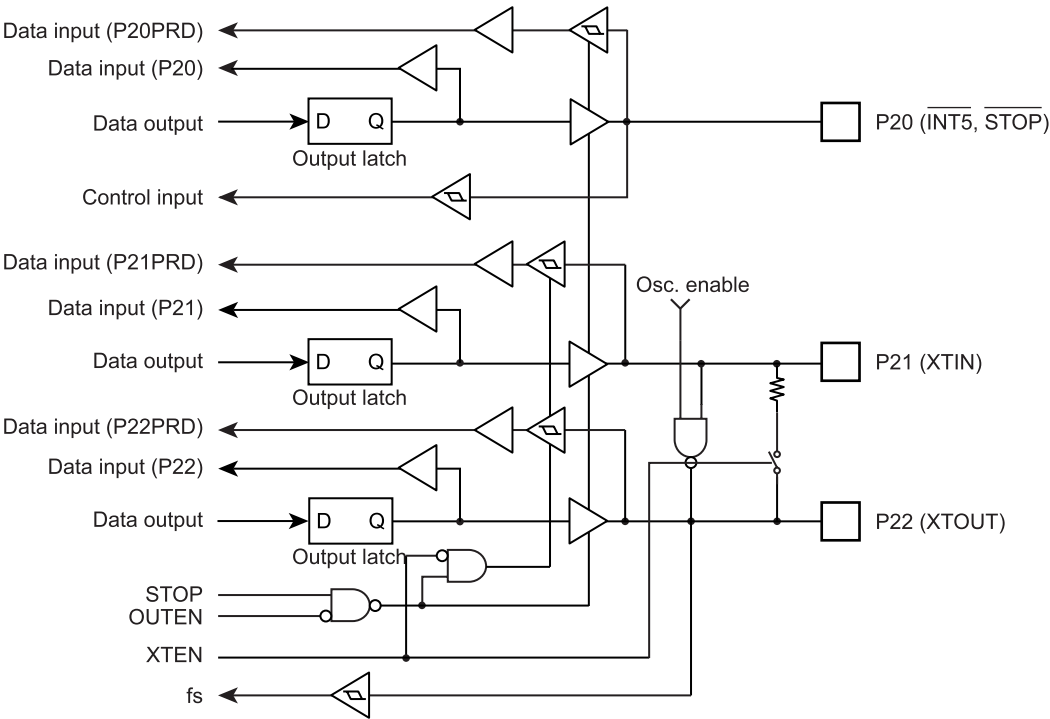 Data input (P20PRD)
Data input (P20)
Data output
D Q
Output latch
P20 (INT5, STOP)
Control input
Data input (P21PRD)
Osc. enable
Data input (P21)
Data output
D Q
Output latch
P21 (XTIN)
Data input (P22PRD)
Data input (P22)
Data output
D Q
Output latch
P22 (XTOUT)
STOP
OUTEN
XTEN
fs